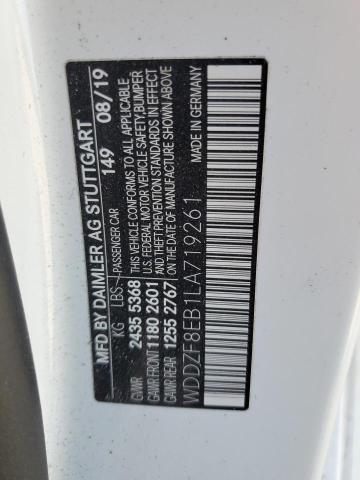 MFD BY DAIMLER AG STUTTGART
149 08/19
KG LBS. PASSENGER CAR
GVWR 2435 5368 THIS VEHICLE CONFORMS TO ALL APPLICABLE
GAWR FRONT 1180 2601 U.S. FEDERAL MOTOR VEHICLE SAFETY, BUMPER
GAWR REAR 1255 2767 AND THEFT PREVENTION STANDARDS IN EFFECT
ON THE DATE OF MANUFACTURE SHOWN ABOVE
WDDZF8EB1LA719261 MADE IN GERMANY